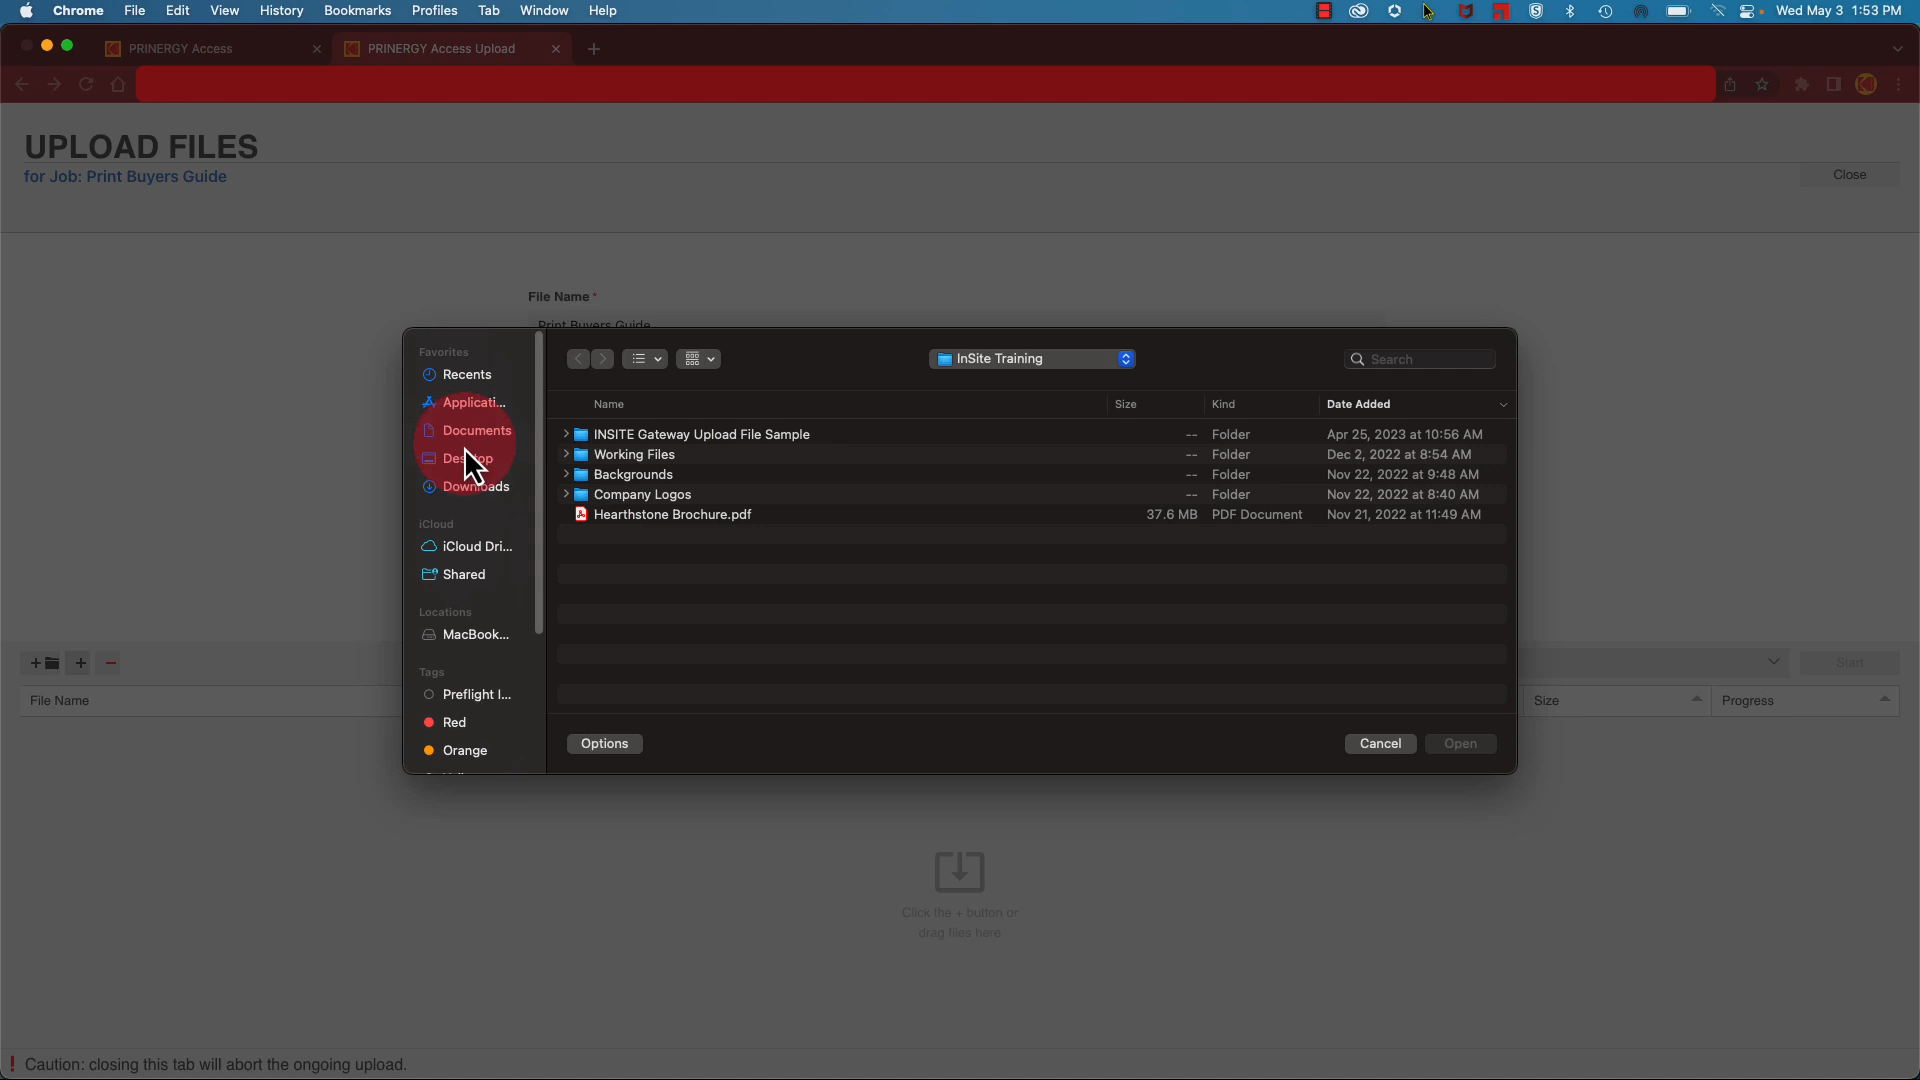 Chrome File Edit View History Bookmarks Profiles Tab Window Help Wed May 3 1:53 PM
PRINERGY Access PRINERGY Access Upload
UPLOAD FILES
for Job: Print Buyers Guide
Close
File Name *
Print Buyers Guide
Favorites
Recents
Applicati...
Documents
Desktop
Downloads
iCloud
iCloud Dri...
Shared
Locations
MacBook...
Tags
Preflight I...
Red
Orange
InSite Training
Search
Name Size Kind Date Added
INSITE Gateway Upload File Sample -- Folder Apr 25, 2023 at 10:56 AM
Working Files -- Folder Dec 2, 2022 at 8:54 AM
Backgrounds -- Folder Nov 22, 2022 at 9:48 AM
Company Logos -- Folder Nov 22, 2022 at 8:40 AM
Hearthstone Brochure.pdf 37.6 MB PDF Document Nov 21, 2022 at 11:49 AM
Options Cancel Open
Start
File Name Size Progress
Click the + button or
drag files here
! Caution: closing this tab will abort the ongoing upload.